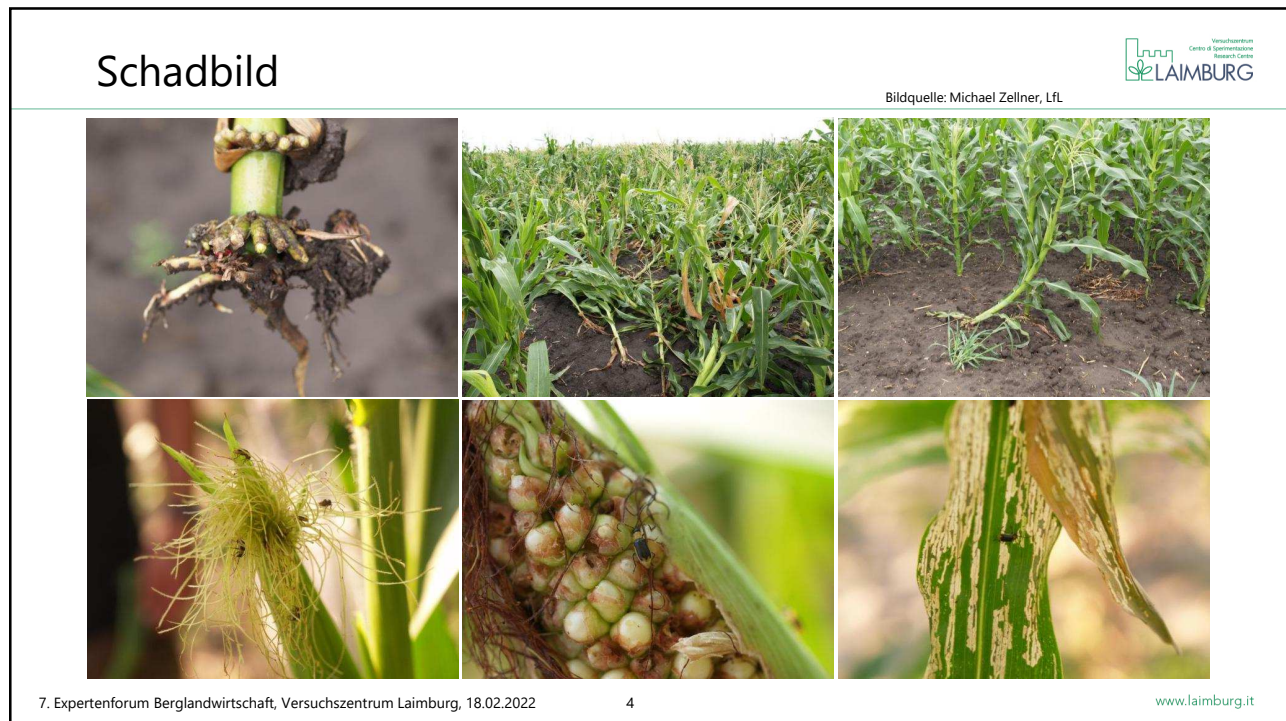 Schadbild
Versuchszentrum
Centro di Sperimentazione
Research Centre
LAIMBURG
Bildquelle: Michael Zellner, LfL
7. Expertenforum Berglandwirtschaft, Versuchszentrum Laimburg, 18.02.2022
4
www.laimburg.it